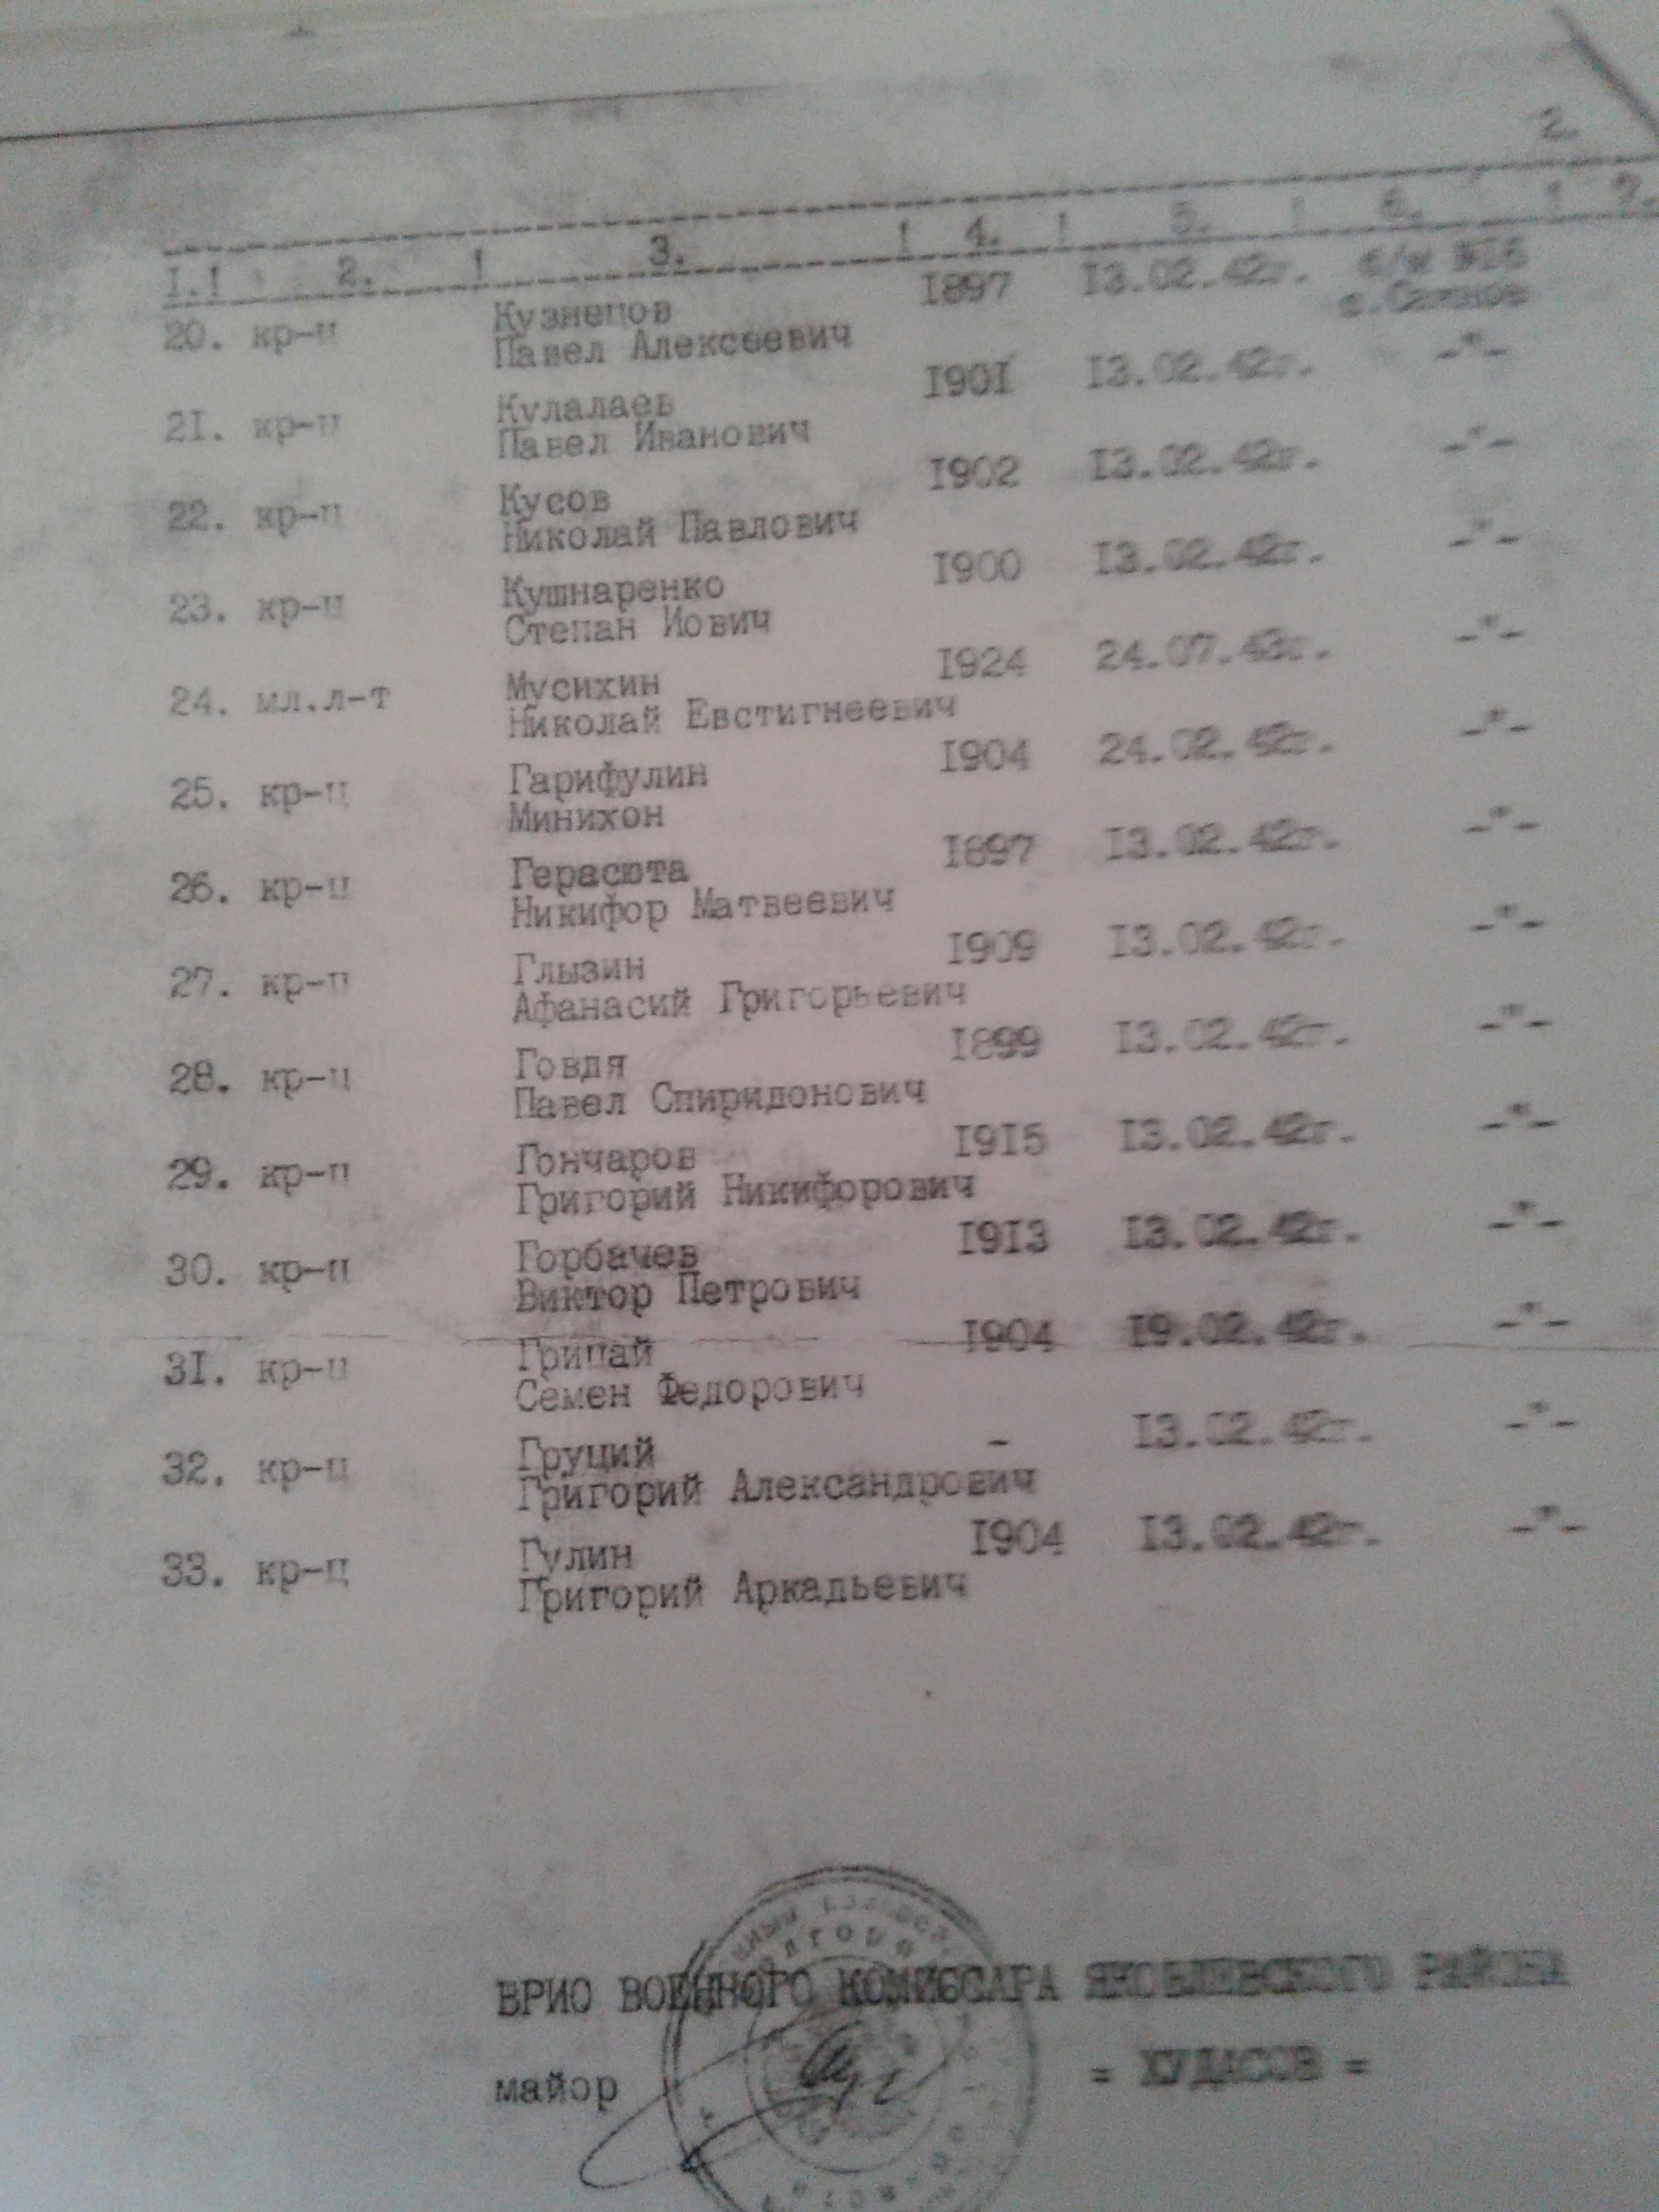 2.
I. ! 2. ! 3. ! 4. ! 5. ! 6. ! 7.
20. кр-ц Кузнецов 1897 13.02.42г. б/м №16
Павел Алексеевич с.Сажное
21. кр-ц Кулалаев 1901 13.02.42г. -"-
Павел Иванович
22. кр-ц Кусов 1902 13.02.42г. -"-
Николай Павлович
23. кр-ц Кушнаренко 1900 13.02.42г. -"-
Степан Иович
24. мл.л-т Мусихин 1924 24.07.43г. -"-
Николай Евстигнеевич
25. кр-ц Гарифулин 1904 24.02.42г. -"-
Минихон
26. кр-ц Герасюта 1897 13.02.42г. -"-
Никифор Матвеевич
27. кр-ц Глызин 1909 13.02.42г. -"-
Афанасий Григорьевич
28. кр-ц Говдя 1899 13.02.42г. -"-
Павел Спиридонович
29. кр-ц Гончаров 1915 13.02.42г. -"-
Григорий Никифорович
30. кр-ц Горбачев 1913 13.02.42г. -"-
Виктор Петрович
31. кр-ц Грицай 1904 19.02.42г. -"-
Семен Федорович
32. кр-ц Груций - 13.02.42г. -"-
Григорий Александрович
33. кр-ц Гулин 1904 13.02.42г. -"-
Григорий Аркадьевич
ВРИО ВОЕННОГО КОМИССАРА ЯКОВЛЕВСКОГО РАЙОНА
майор = ХУДАСОВ =